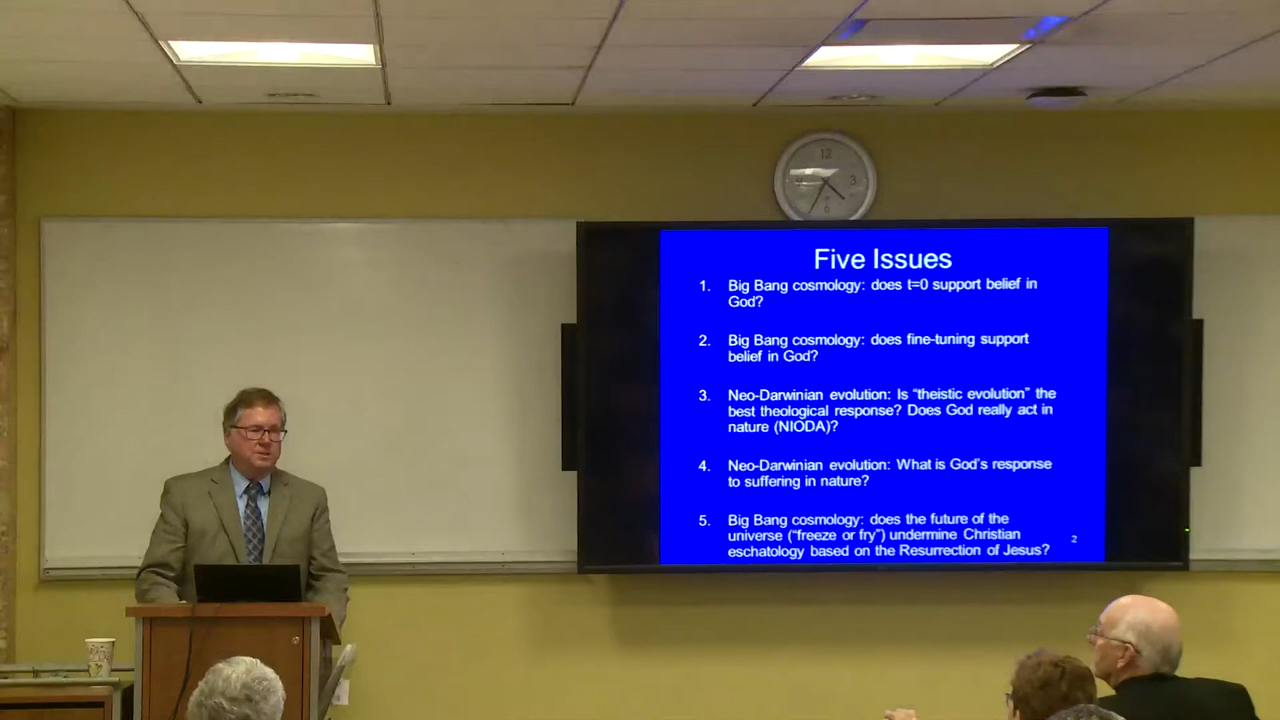 12
3
6
Five Issues
1. Big Bang cosmology: does t=0 support belief in
God?
2. Big Bang cosmology: does fine-tuning support
belief in God?
3. Neo-Darwinian evolution: Is “theistic evolution” the
best theological response? Does God really act in
nature (NIODA)?
4. Neo-Darwinian evolution: What is God’s response
to suffering in nature?
5. Big Bang cosmology: does the future of the
universe (“freeze or fry”) undermine Christian
eschatology based on the Resurrection of Jesus?
2